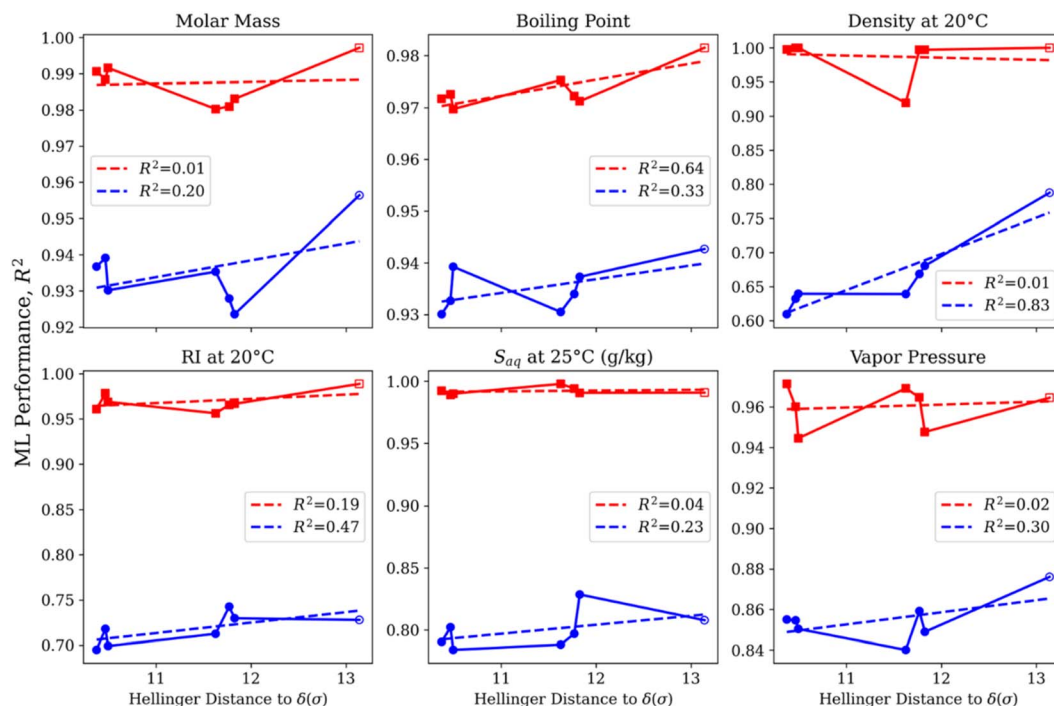 Molar Mass
Boiling Point
Density at 20°C
ML Performance, R²
1.00
0.99
0.98
0.97
0.96
0.95
0.94
0.93
0.92
R²=0.01
R²=0.20
0.98
0.97
0.96
0.95
0.94
0.93
R²=0.64
R²=0.33
1.00
0.95
0.90
0.85
0.80
0.75
0.70
0.65
0.60
R²=0.01
R²=0.83
RI at 20°C
S_aq at 25°C (g/kg)
Vapor Pressure
1.00
0.95
0.90
0.85
0.80
0.75
0.70
R²=0.19
R²=0.47
11
12
13
Hellinger Distance to δ(σ)
1.00
0.95
0.90
0.85
0.80
R²=0.04
R²=0.23
11
12
13
Hellinger Distance to δ(σ)
0.96
0.94
0.92
0.90
0.88
0.86
0.84
R²=0.02
R²=0.30
11
12
13
Hellinger Distance to δ(σ)